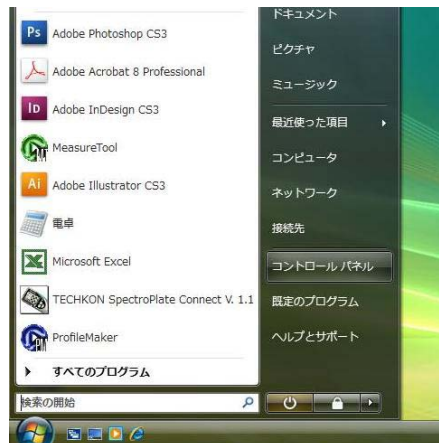 Ps
Adobe Photoshop CS3
Adobe Acrobat 8 Professional
Id
Adobe InDesign CS3
MeasureTool
Ai
Adobe Illustrator CS3
電卓
Microsoft Excel
TECHKON SpectroPlate Connect V. 1.1
ProfileMaker
すべてのプログラム
検索の開始
ドキュメント
ピクチャ
ミュージック
最近使った項目
コンピュータ
ネットワーク
接続先
コントロール パネル
既定のプログラム
ヘルプとサポート